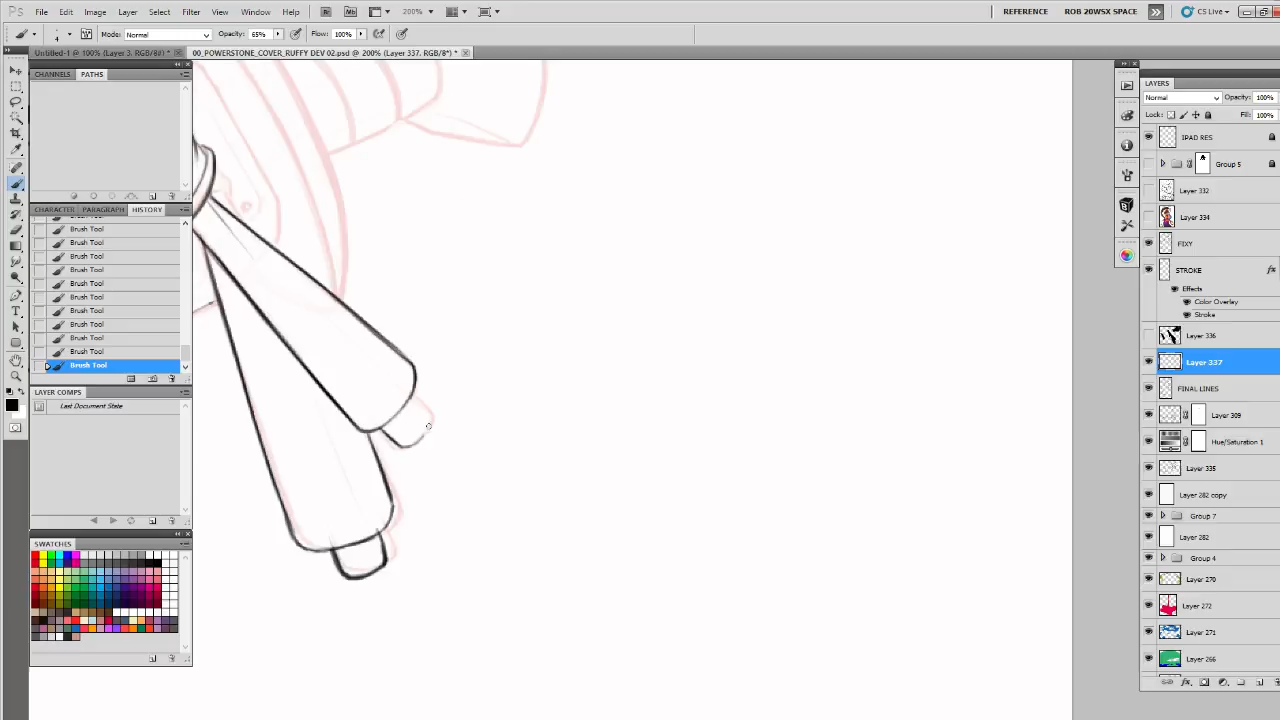 Ps File Edit Image Layer Select Filter View Window Help Br Mb 200% REFERENCE ROB 20WSX SPACE CS Live
4 Mode: Normal Opacity: 65% Flow: 100%
Untitled-1 @ 100% (Layer 3, RGB/8#) * 00_POWERSTONE_COVER_RUFFY DEV 02.psd @ 200% (Layer 337, RGB/8*) *
CHANNELS PATHS
CHARACTER PARAGRAPH HISTORY
Brush Tool
Brush Tool
Brush Tool
Brush Tool
Brush Tool
Brush Tool
Brush Tool
Brush Tool
Brush Tool
Brush Tool
Brush Tool
LAYER COMPS
Last Document State
SWATCHES
LAYERS
Normal Opacity: 100%
Lock: Fill: 100%
IPAD RES
Group 5
Layer 332
Layer 334
FIXY
STROKE fx
Effects
Color Overlay
Stroke
Layer 336
Layer 337
FINAL LINES
Layer 309
Hue/Saturation 1
Layer 335
Layer 282 copy
Group 7
Layer 282
Group 4
Layer 270
Layer 272
Layer 271
Layer 266